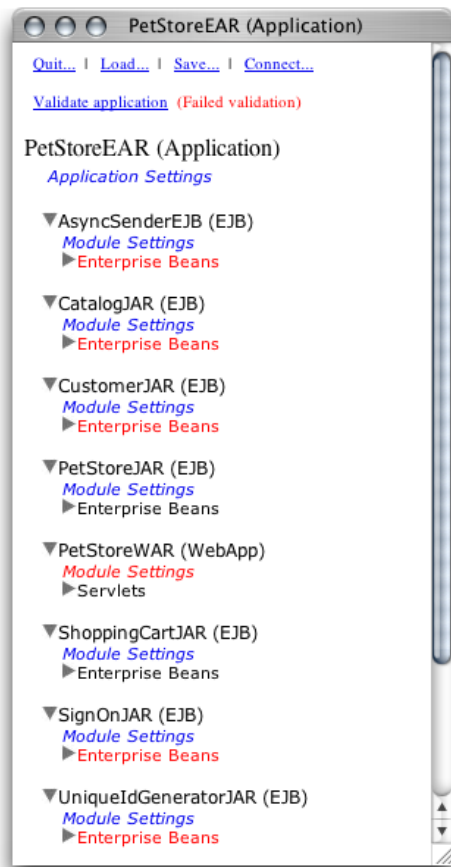 PetStoreEAR (Application)
Quit... | Load... | Save... | Connect...
Validate application (Failed validation)
PetStoreEAR (Application)
Application Settings
AsyncSenderEJB (EJB)
Module Settings
Enterprise Beans
CatalogJAR (EJB)
Module Settings
Enterprise Beans
CustomerJAR (EJB)
Module Settings
Enterprise Beans
PetStoreJAR (EJB)
Module Settings
Enterprise Beans
PetStoreWAR (WebApp)
Module Settings
Servlets
ShoppingCartJAR (EJB)
Module Settings
Enterprise Beans
SignOnJAR (EJB)
Module Settings
Enterprise Beans
UniqueIdGeneratorJAR (EJB)
Module Settings
Enterprise Beans